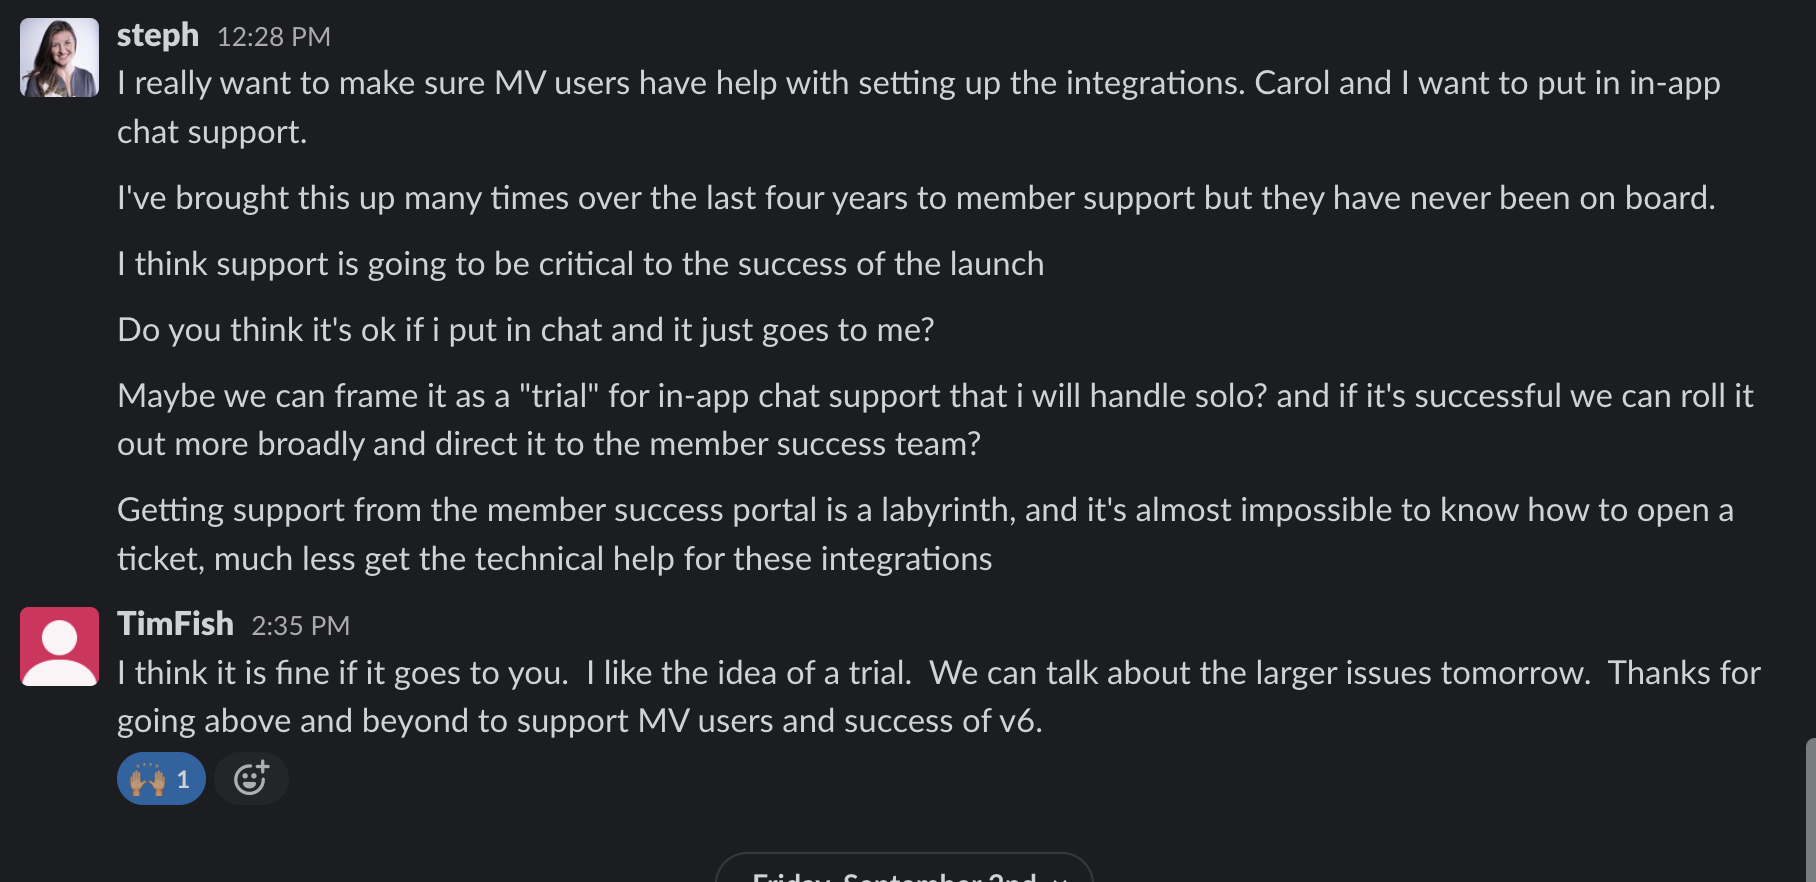 steph 12:28 PM
I really want to make sure MV users have help with setting up the integrations. Carol and I want to put in in-app
chat support.
I've brought this up many times over the last four years to member support but they have never been on board.
I think support is going to be critical to the success of the launch
Do you think it's ok if i put in chat and it just goes to me?
Maybe we can frame it as a "trial" for in-app chat support that i will handle solo? and if it's successful we can roll it
out more broadly and direct it to the member success team?
Getting support from the member success portal is a labyrinth, and it's almost impossible to know how to open a
ticket, much less get the technical help for these integrations
TimFish 2:35 PM
I think it is fine if it goes to you.  I like the idea of a trial.  We can talk about the larger issues tomorrow.  Thanks for
going above and beyond to support MV users and success of v6.
1
Friday, September 2nd